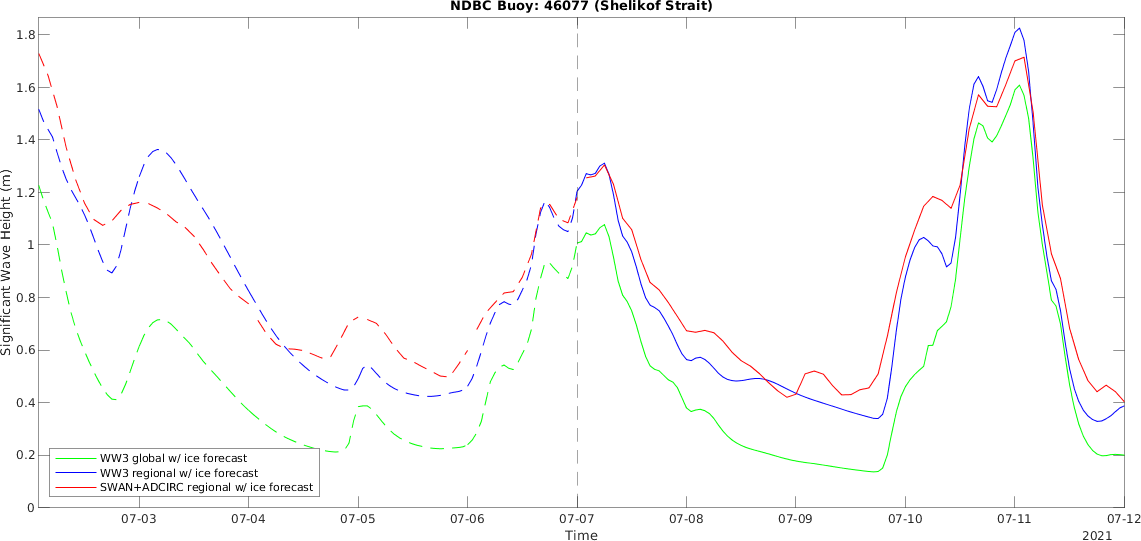 NDBC Buoy: 46077 (Shelikof Strait)
Significant Wave Height (m)
1.8
1.6
1.4
1.2
1
0.8
0.6
0.4
0.2
0
WW3 global w/ ice forecast
WW3 regional w/ ice forecast
SWAN+ADCIRC regional w/ ice forecast
07-03 07-04 07-05 07-06 07-07 07-08 07-09 07-10 07-11 07-12
Time
2021